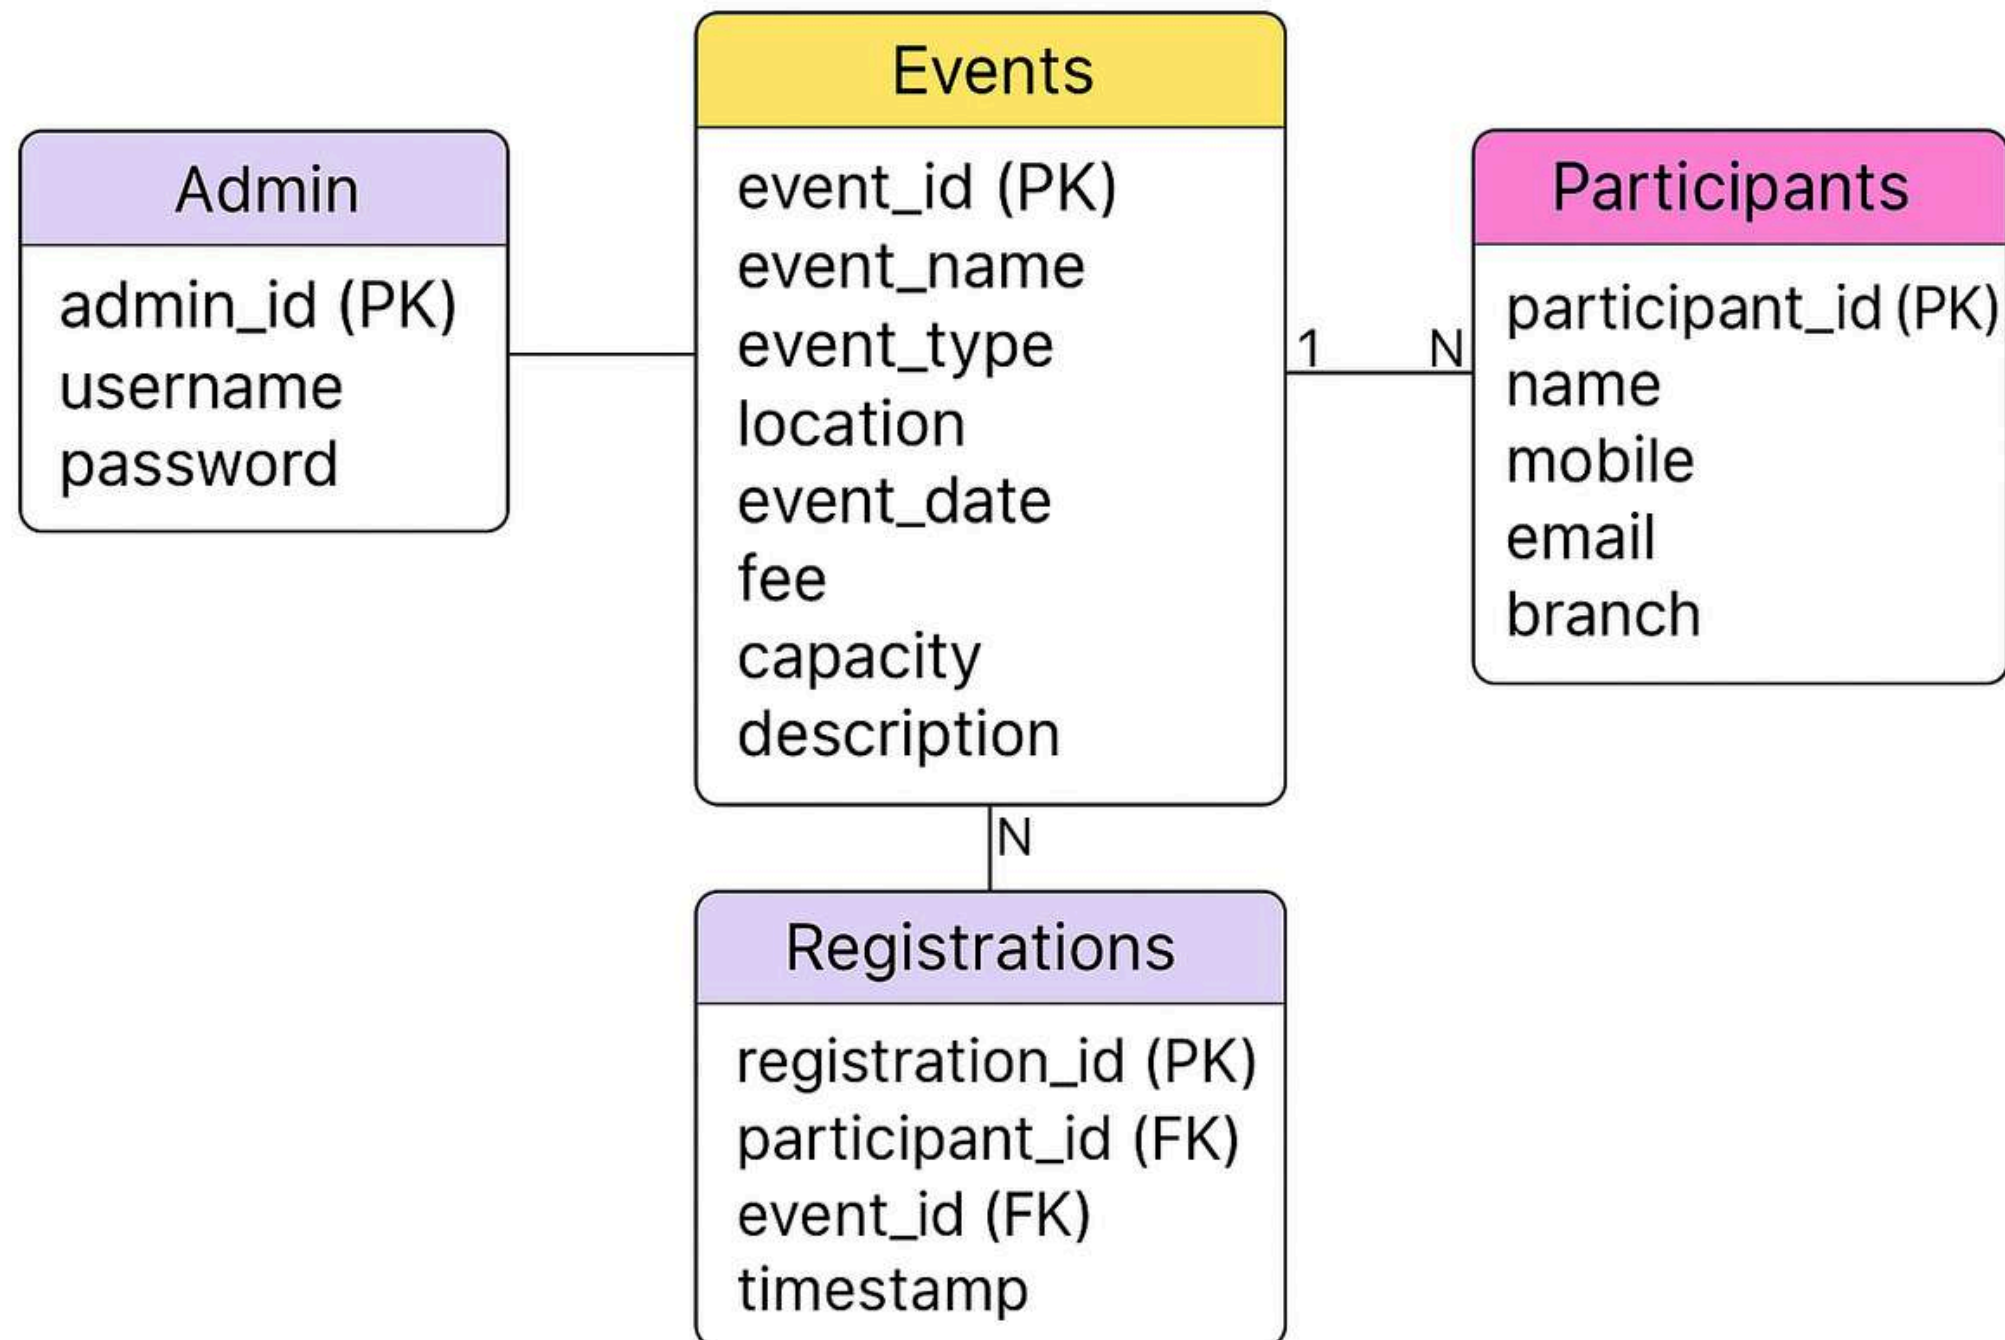 Admin
admin_id (PK)
username
password
Events
event_id (PK)
event_name
event_type
location
event_date
fee
capacity
description
1
N
Participants
participant_id (PK)
name
mobile
email
branch
N
Registrations
registration_id (PK)
participant_id (FK)
event_id (FK)
timestamp